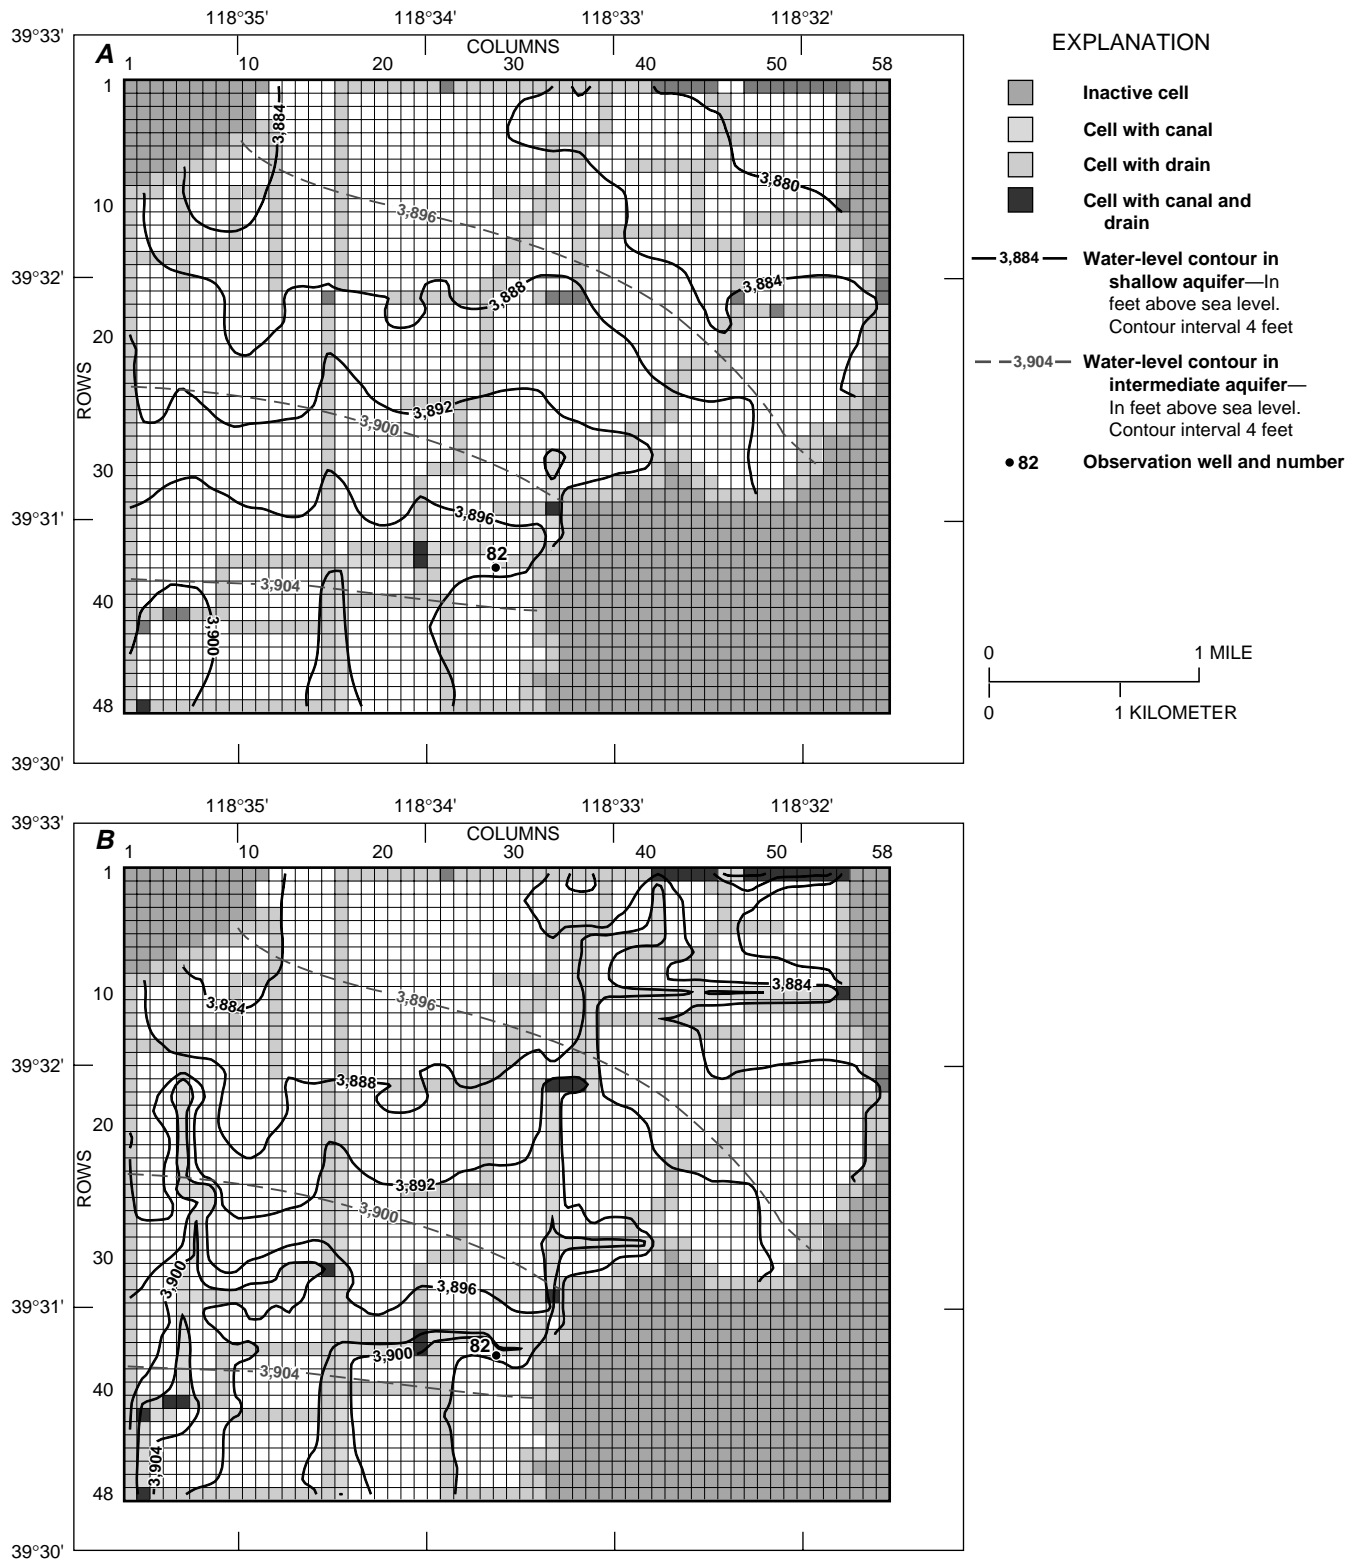 118°35' 118°34' 118°33' 118°32'
39°33'
A
COLUMNS
1 10 20 30 40 50 58
1
10
39°32'
20
ROWS
30
39°31'
40
48
39°30'
3,884
3,896
3,880
3,888
3,884
3,892
3,900
3,896
82
3,904
3,900
EXPLANATION
Inactive cell
Cell with canal
Cell with drain
Cell with canal and
drain
3,884 Water-level contour in
shallow aquifer—In
feet above sea level.
Contour interval 4 feet
3,904 Water-level contour in
intermediate aquifer—
In feet above sea level.
Contour interval 4 feet
82 Observation well and number
0 1 MILE
0 1 KILOMETER
118°35' 118°34' 118°33' 118°32'
39°33'
B
COLUMNS
1 10 20 30 40 50 58
1
10
39°32'
20
ROWS
30
39°31'
40
48
39°30'
3,884
3,896
3,884
3,888
3,892
3,900
3,900
3,896
82
3,900
3,904
3,904